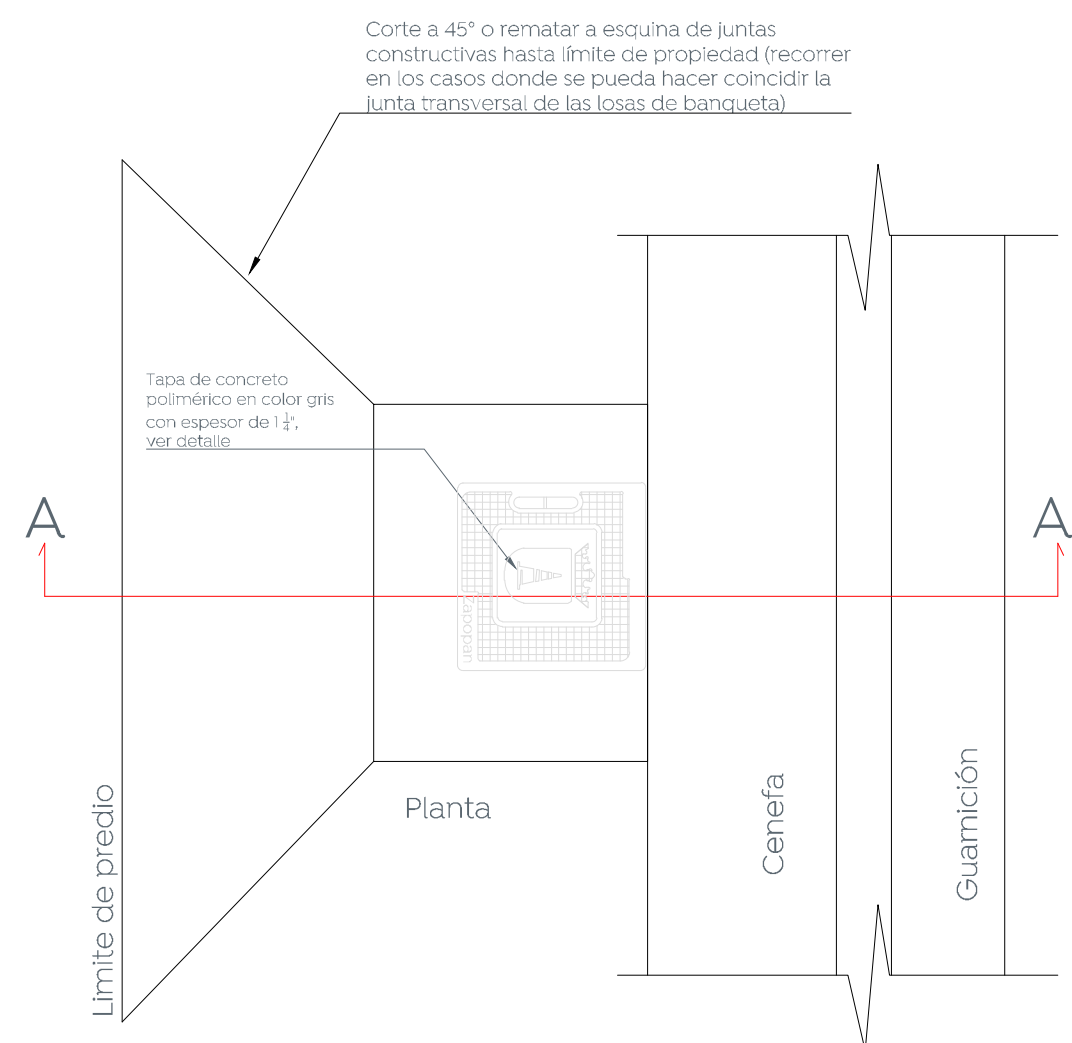 Corte a 45° o rematar a esquina de juntas
constructivas hasta límite de propiedad (recorrer
en los casos donde se pueda hacer coincidir la
junta transversal de las losas de banqueta)
Tapa de concreto
polimérico en color gris
con espesor de 1 1/4",
ver detalle
A
A
Zapopan
Planta
Limite de predio
Cenefa
Guarnición